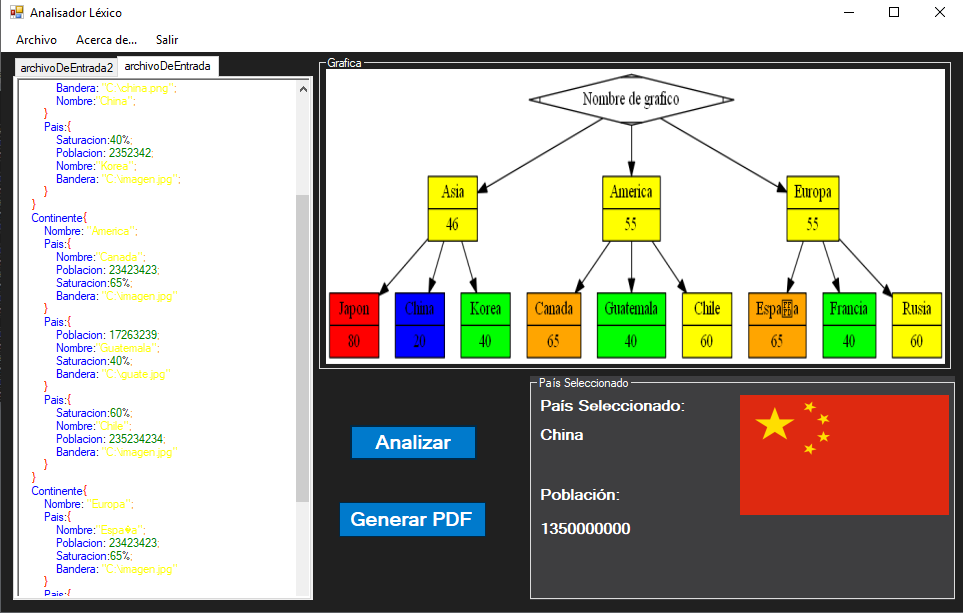 Analisador Léxico
Archivo Acerca de... Salir
archivoDeEntrada2 archivoDeEntrada
Bandera: "C:\china.png";
Nombre:"China";
}
Pais:{
Saturacion:40%;
Poblacion: 2352342;
Nombre:"Korea";
Bandera: "C:\imagen.jpg";
}
}
Continente{
Nombre: "America";
Pais:{
Nombre:"Canada";
Poblacion: 23423423;
Saturacion:65%;
Bandera: "C:\imagen.jpg"
}
Pais:{
Poblacion: 17263239;
Nombre:"Guatemala";
Saturacion:40%;
Bandera: "C:\guate.jpg"
}
Pais:{
Saturacion:60%;
Nombre:"Chile";
Poblacion: 235234234;
Bandera: "C:\imagen.jpg"
}
}
Continente{
Nombre: "Europa";
Pais:{
Nombre:"Espa�a";
Poblacion: 23423423;
Saturacion:65%;
Bandera: "C:\imagen.jpg"
}
Pais:{
Grafica
Nombre de grafico
Asia America Europa
46 55 55
Japon China Korea Canada Guatemala Chile Rusia Francia
80 20 40 65 40 60 65 40 60
Analizar
Generar PDF
País Seleccionado
País Seleccionado:
China
Población:
1350000000